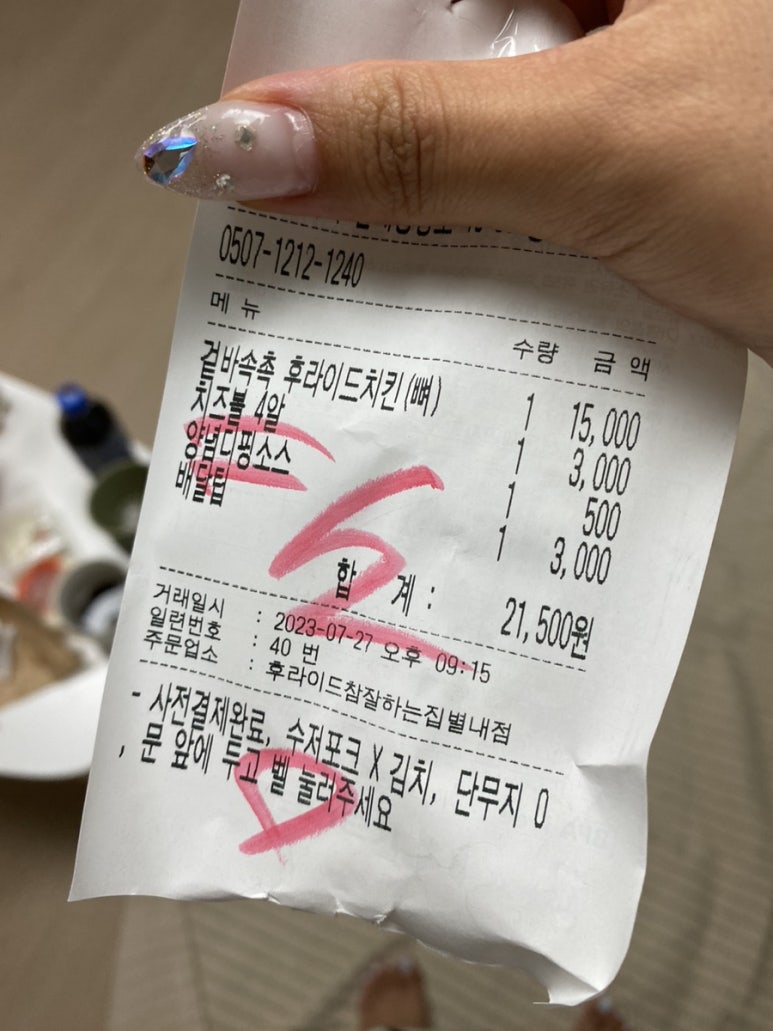 0507-1212-1240
메 뉴 수량 금 액
겉바속촉 후라이드치킨(뼈) 1 15,000
치즈볼 4알 1 3,000
양념디핑소스 1 500
배달팁 1 3,000
합 계 : 21,500원
거래일시 : 2023-07-27 오후 09:15
일련번호 : 40 번
주문업소 : 후라이드참잘하는집별내점
- 사전결제완료, 수저포크 X 김치, 단무지 O
, 문 앞에 두고 벨 눌러주세요